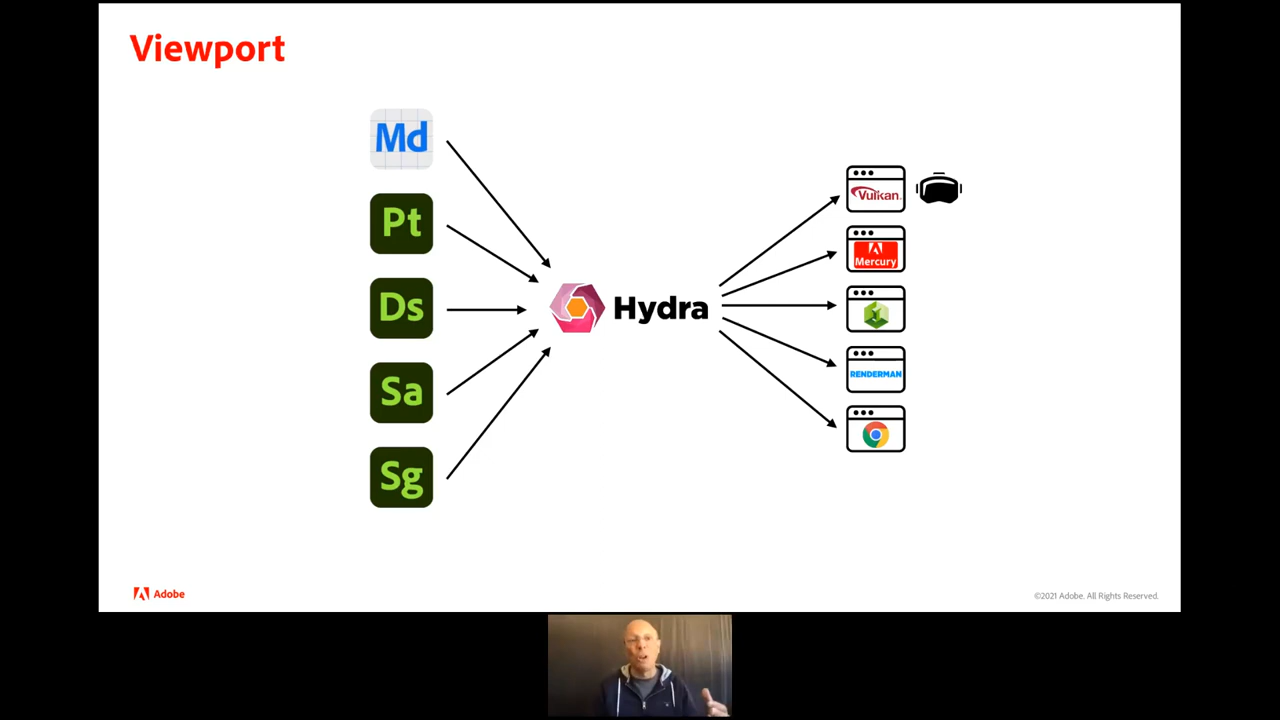 Viewport
Md
Pt
Ds
Sa
Sg
Hydra
Vulkan.
Mercury
RENDERMAN
Adobe
©2021 Adobe. All Rights Reserved.